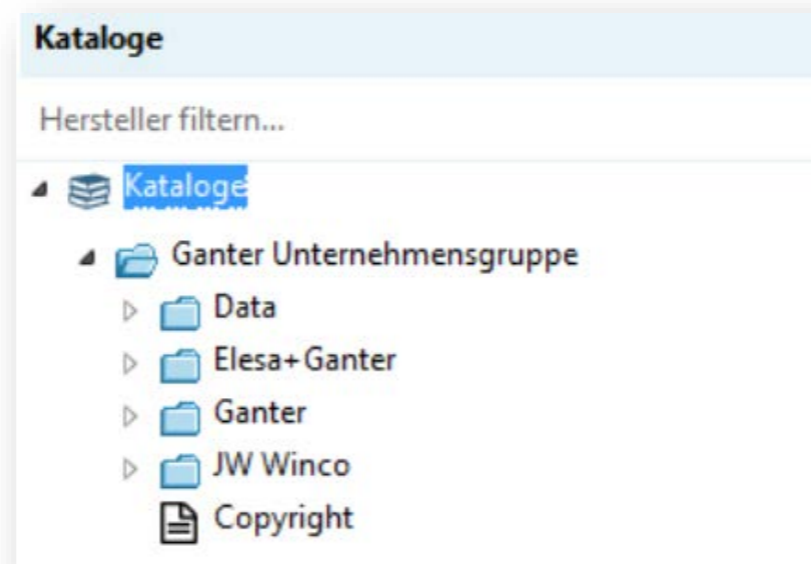 Kataloge
Hersteller filtern...
Kataloge
Ganter Unternehmensgruppe
Data
Elesa+Ganter
Ganter
JW Winco
Copyright